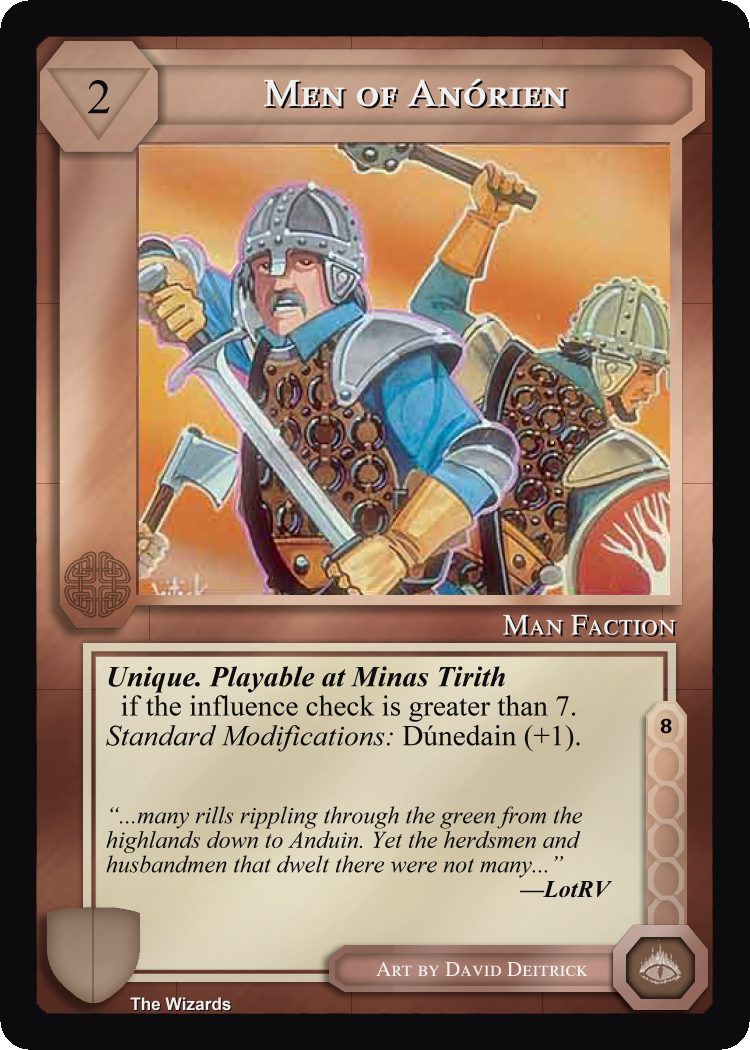 2
Men of Anórien
Man Faction
Unique. Playable at Minas Tirith
if the influence check is greater than 7.
Standard Modifications: Dúnedain (+1).
8
“...many rills rippling through the green from the
highlands down to Anduin. Yet the herdsmen and
husbandmen that dwelt there were not many...”
—LotRV
Art by David Deitrick
The Wizards